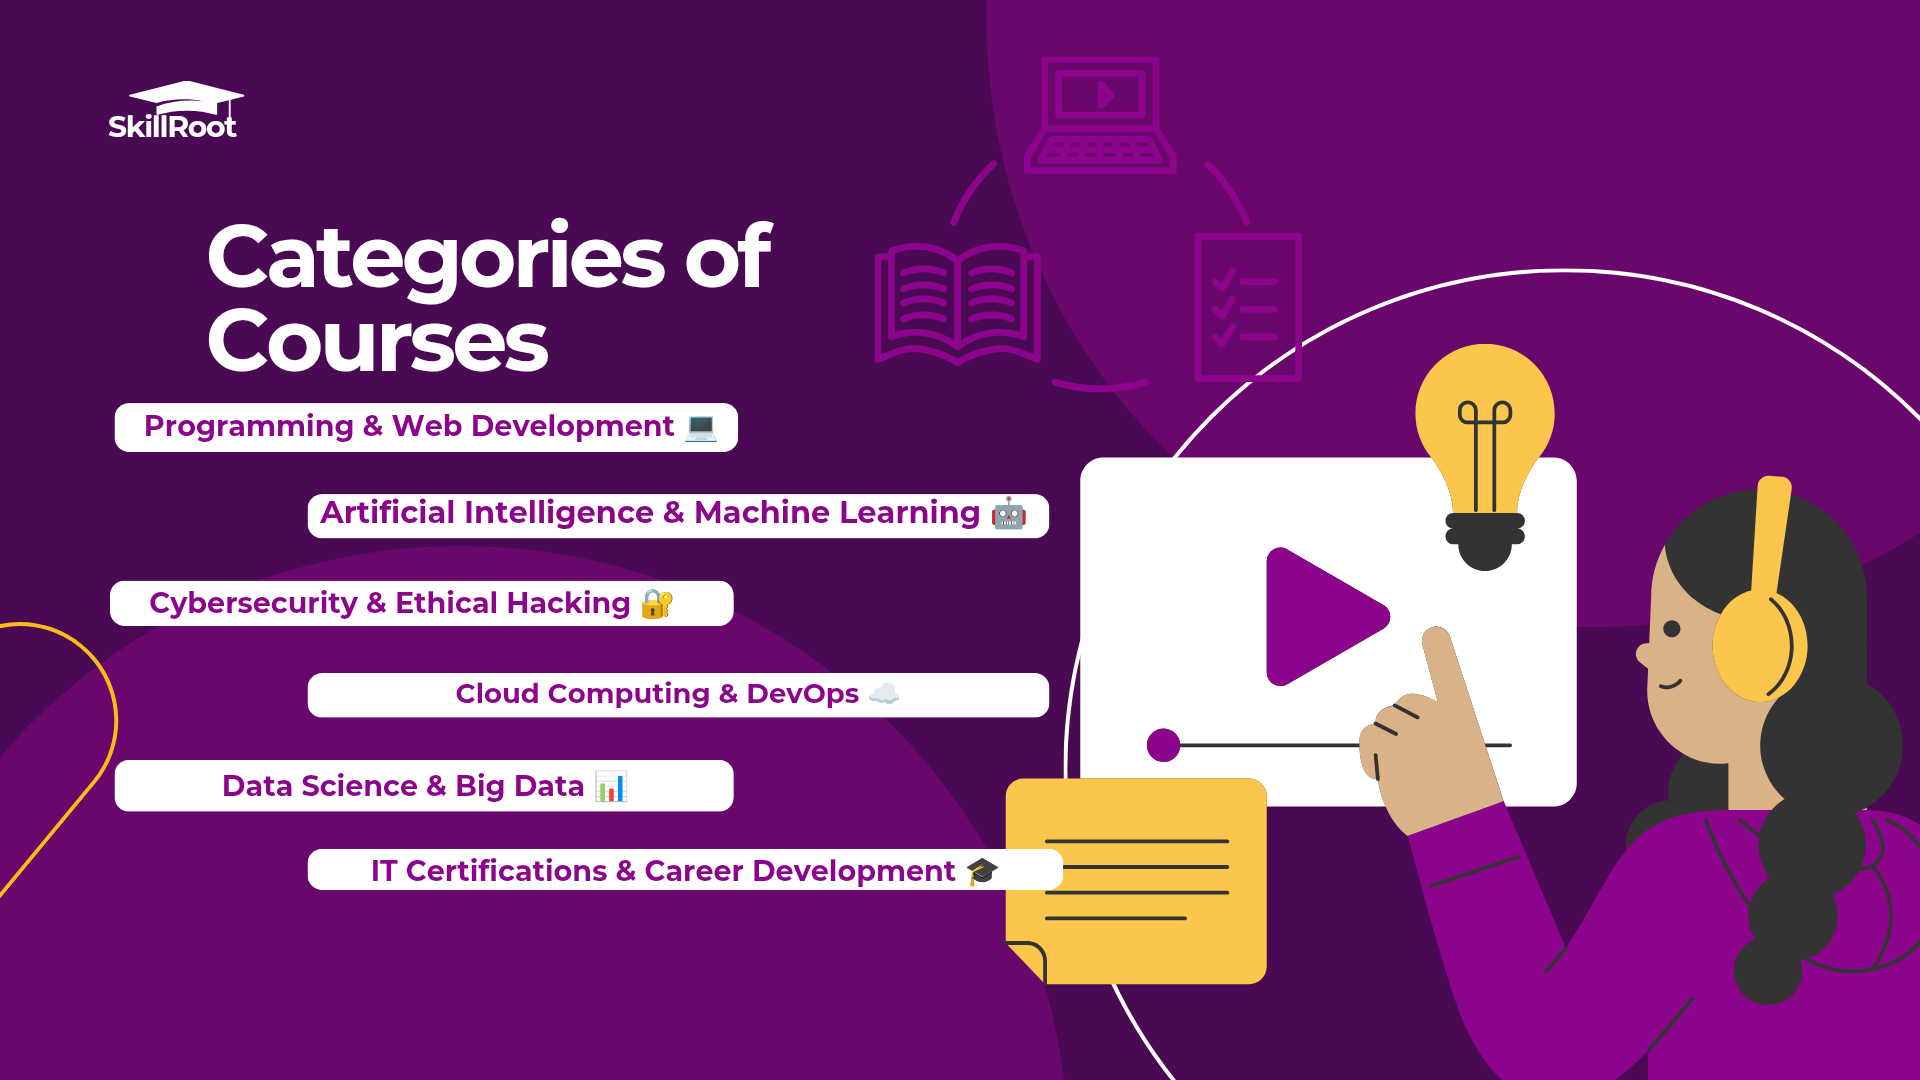 SkillRoot
Categories of
Courses
Programming & Web Development 💻
Artificial Intelligence & Machine Learning 🤖
Cybersecurity & Ethical Hacking 🔐
Cloud Computing & DevOps ☁️
Data Science & Big Data 📊
IT Certifications & Career Development 🎓